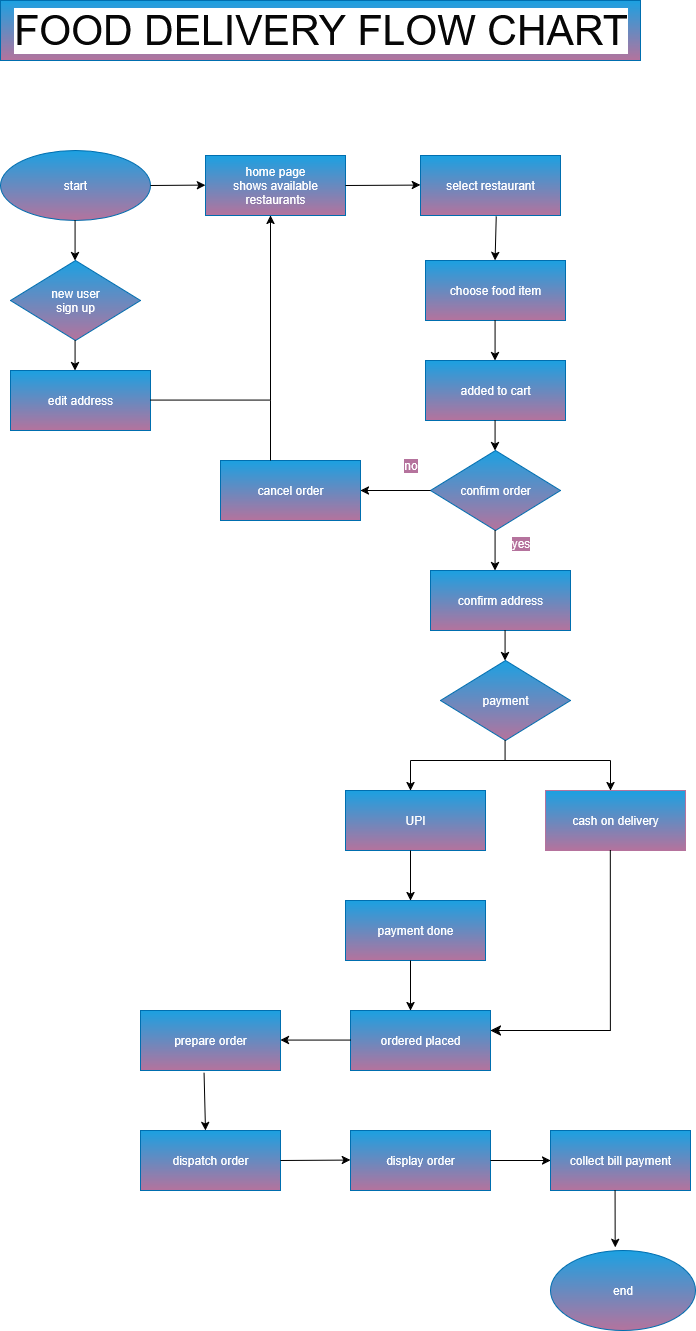 FOOD DELIVERY FLOW CHART
start
home page
shows available
restaurants
select restaurant
new user
sign up
choose food item
edit address
added to cart
no
cancel order
confirm order
yes
confirm address
payment
UPI
cash on delivery
payment done
prepare order
ordered placed
dispatch order
display order
collect bill payment
end